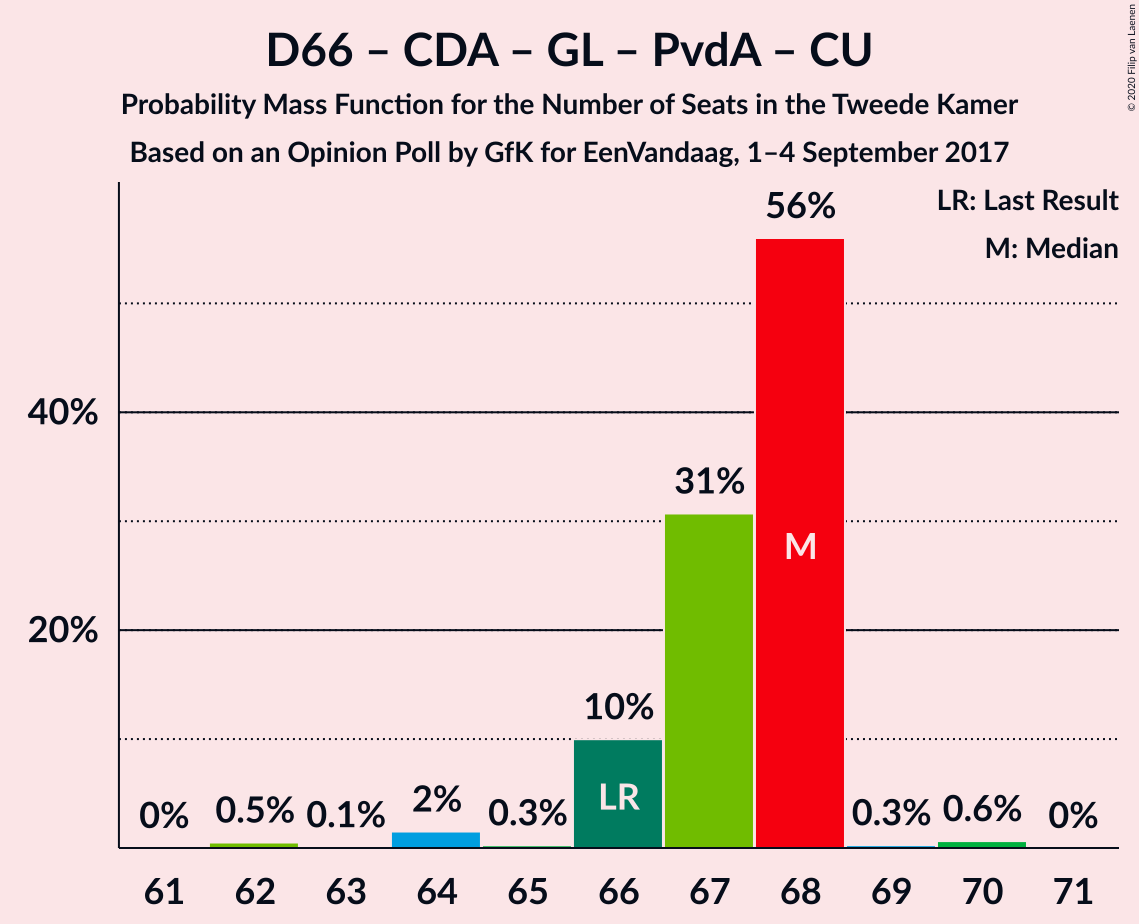 D66 – CDA – GL – PvdA – CU
Probability Mass Function for the Number of Seats in the Tweede Kamer
Based on an Opinion Poll by GfK for EenVandaag, 1–4 September 2017
© 2020 Filip van Laenen
LR: Last Result
M: Median
56%
40%
31%
M
20%
10%
LR
0% 0.5% 0.1% 2% 0.3% 0.3% 0.6% 0%
61 62 63 64 65 66 67 68 69 70 71